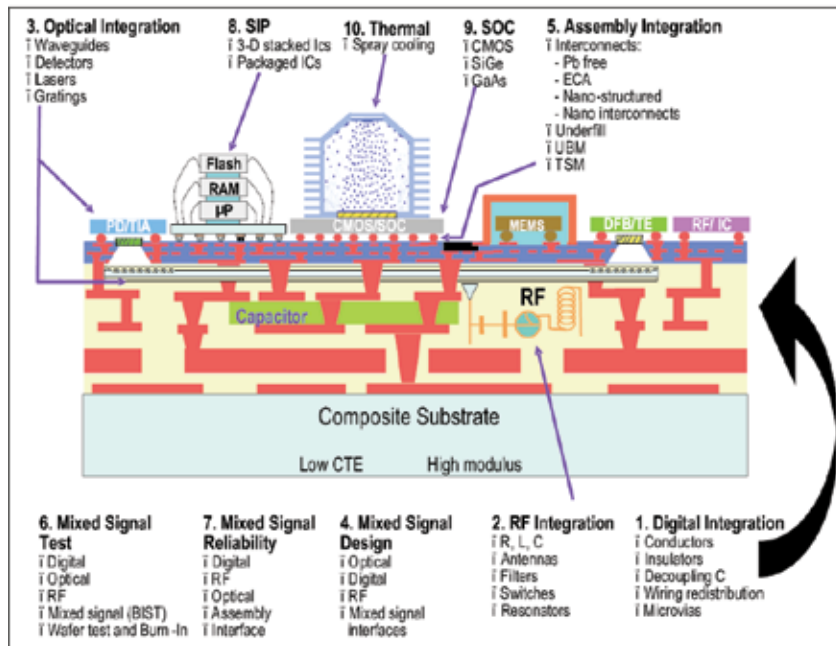 3. Optical Integration
ï Waveguides
ï Detectors
ï Lasers
ï Gratings
8. SIP
ï 3-D stacked Ics
ï Packaged ICs
10. Thermal
ï Spray cooling
9. SOC
ï CMOS
ï SiGe
ï GaAs
5. Assembly Integration
ï Interconnects:
- Pb free
- ECA
- Nano-structured
- Nano interconnects
ï Underfill
ï UBM
ï TSM
Flash
RAM
µP
PD/TIA
CMOS/SOC
MEMS
DFB/TE
RF/ IC
Capacitor
RF
Composite Substrate
Low CTE
High modulus
6. Mixed Signal
Test
ï Digital
ï Optical
ï RF
ï Mixed signal (BIST)
ï Wafer test and Burn -In
7. Mixed Signal
Reliability
ï Digital
ï RF
ï Optical
ï Assembly
ï Interface
4. Mixed Signal
Design
ï Optical
ï Digital
ï RF
ï Mixed signal
interfaces
2. RF Integration
ï R, L, C
ï Antennas
ï Filters
ï Switches
ï Resonators
1. Digital Integration
ï Conductors
ï Insulators
ï Decoupling C
ï Wiring redistribution
ï Microvias